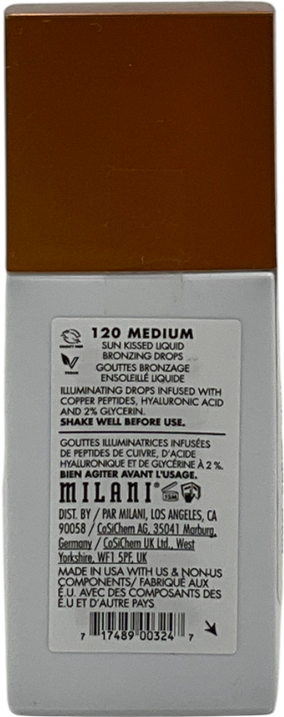 120 MEDIUM
SUN KISSED LIQUID
BRONZING DROPS
GOUTTES BRONZAGE
ENSOLEILLÉ LIQUIDE
VEGAN
ILLUMINATING DROPS INFUSED WITH
COPPER PEPTIDES, HYALURONIC ACID
AND 2% GLYCERIN.
SHAKE WELL BEFORE USE.
GOUTTES ILLUMINATRICES INFUSÉES
DE PEPTIDES DE CUIVRE, D'ACIDE
HYALURONIQUE ET DE GLYCÉRINE À 2 %.
BIEN AGITER AVANT L'USAGE.
MILANI® 12M
DIST. BY / PAR MILANI, LOS ANGELES, CA
90058 / CoSiChem AG, 35041 Marburg,
Germany / CoSiChem UK Ltd., West
Yorkshire, WF1 5PF, UK
MADE IN USA WITH US & NON-US
COMPONENTS/ FABRIQUÉ AUX
É.U. AVEC DES COMPOSANTS DES
É.U ET D'AUTRE PAYS
7 17489 00324 7